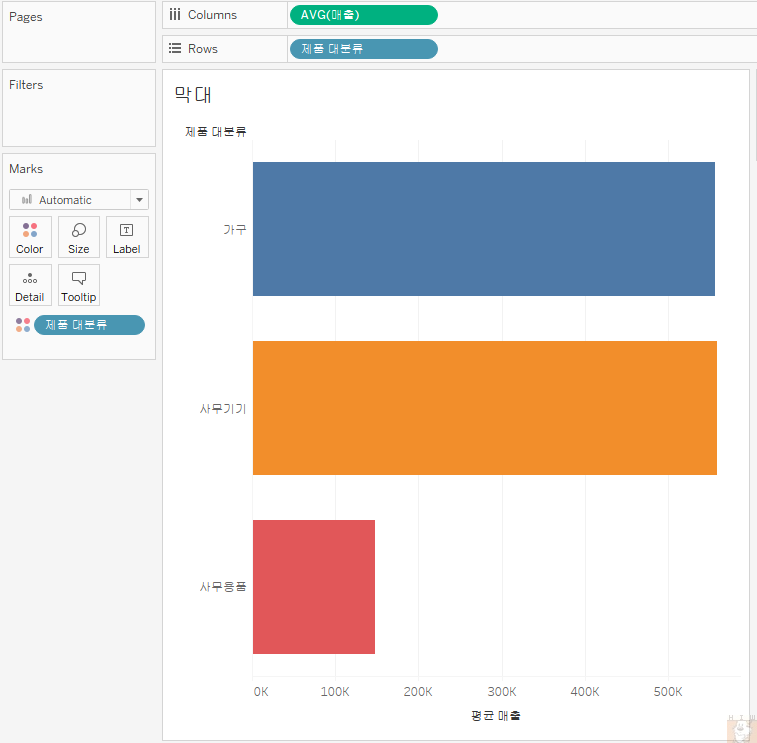 Pages
Columns
AVG(매출)
Rows
제품 대분류
Filters
Marks
Automatic
Color
Size
Label
Detail
Tooltip
제품 대분류
막대
제품 대분류
가구
사무기기
사무용품
0K 100K 200K 300K 400K 500K
평균 매출